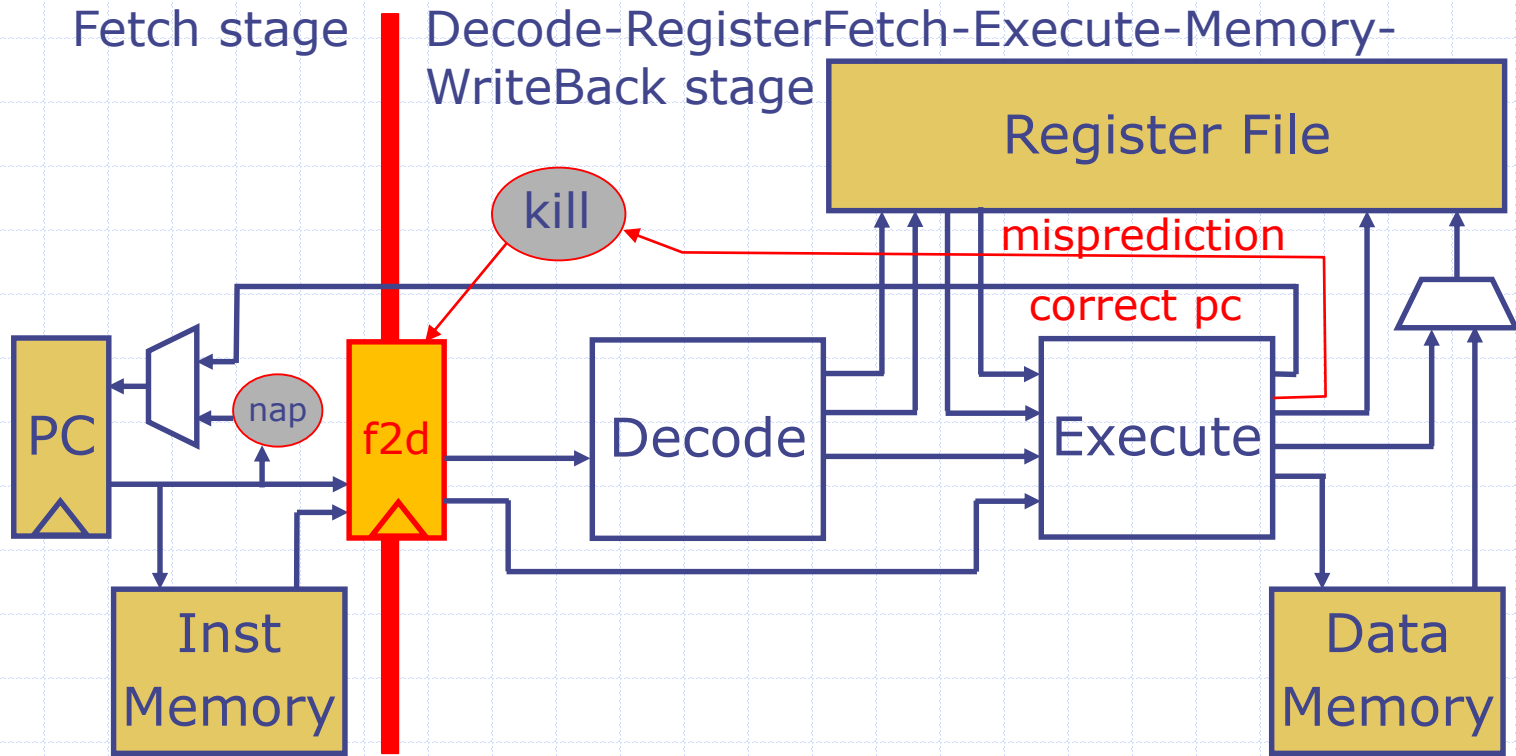 Fetch stage
Decode-RegisterFetch-Execute-Memory-
WriteBack stage
Register File
kill
misprediction
correct pc
PC
nap
f2d
Decode
Execute
Inst
Memory
Data
Memory